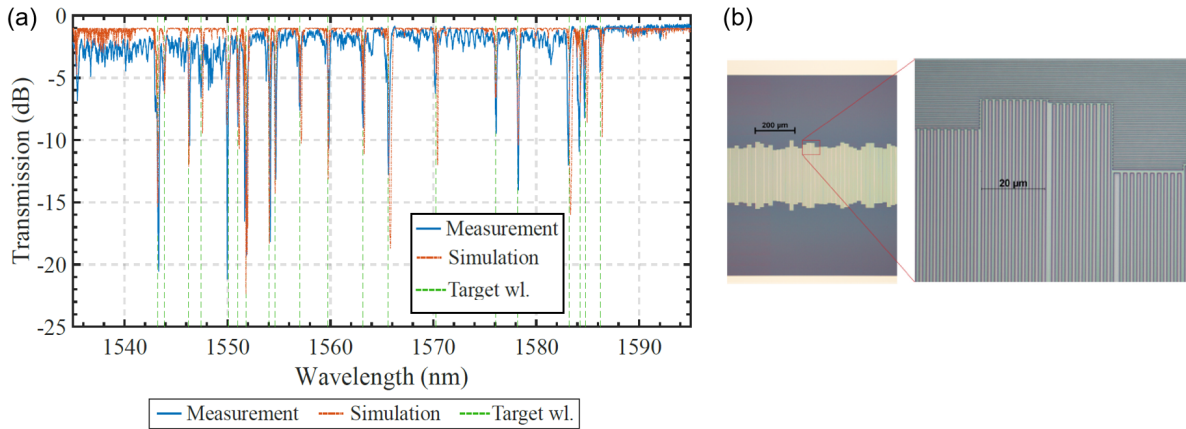 (a)
(b)
0
-5
-10
-15
-20
-25
Transmission (dB)
Measurement
Simulation
Target wl.
1540
1550
1560
1570
1580
1590
Wavelength (nm)
Measurement Simulation Target wl.
200 μm
20 μm